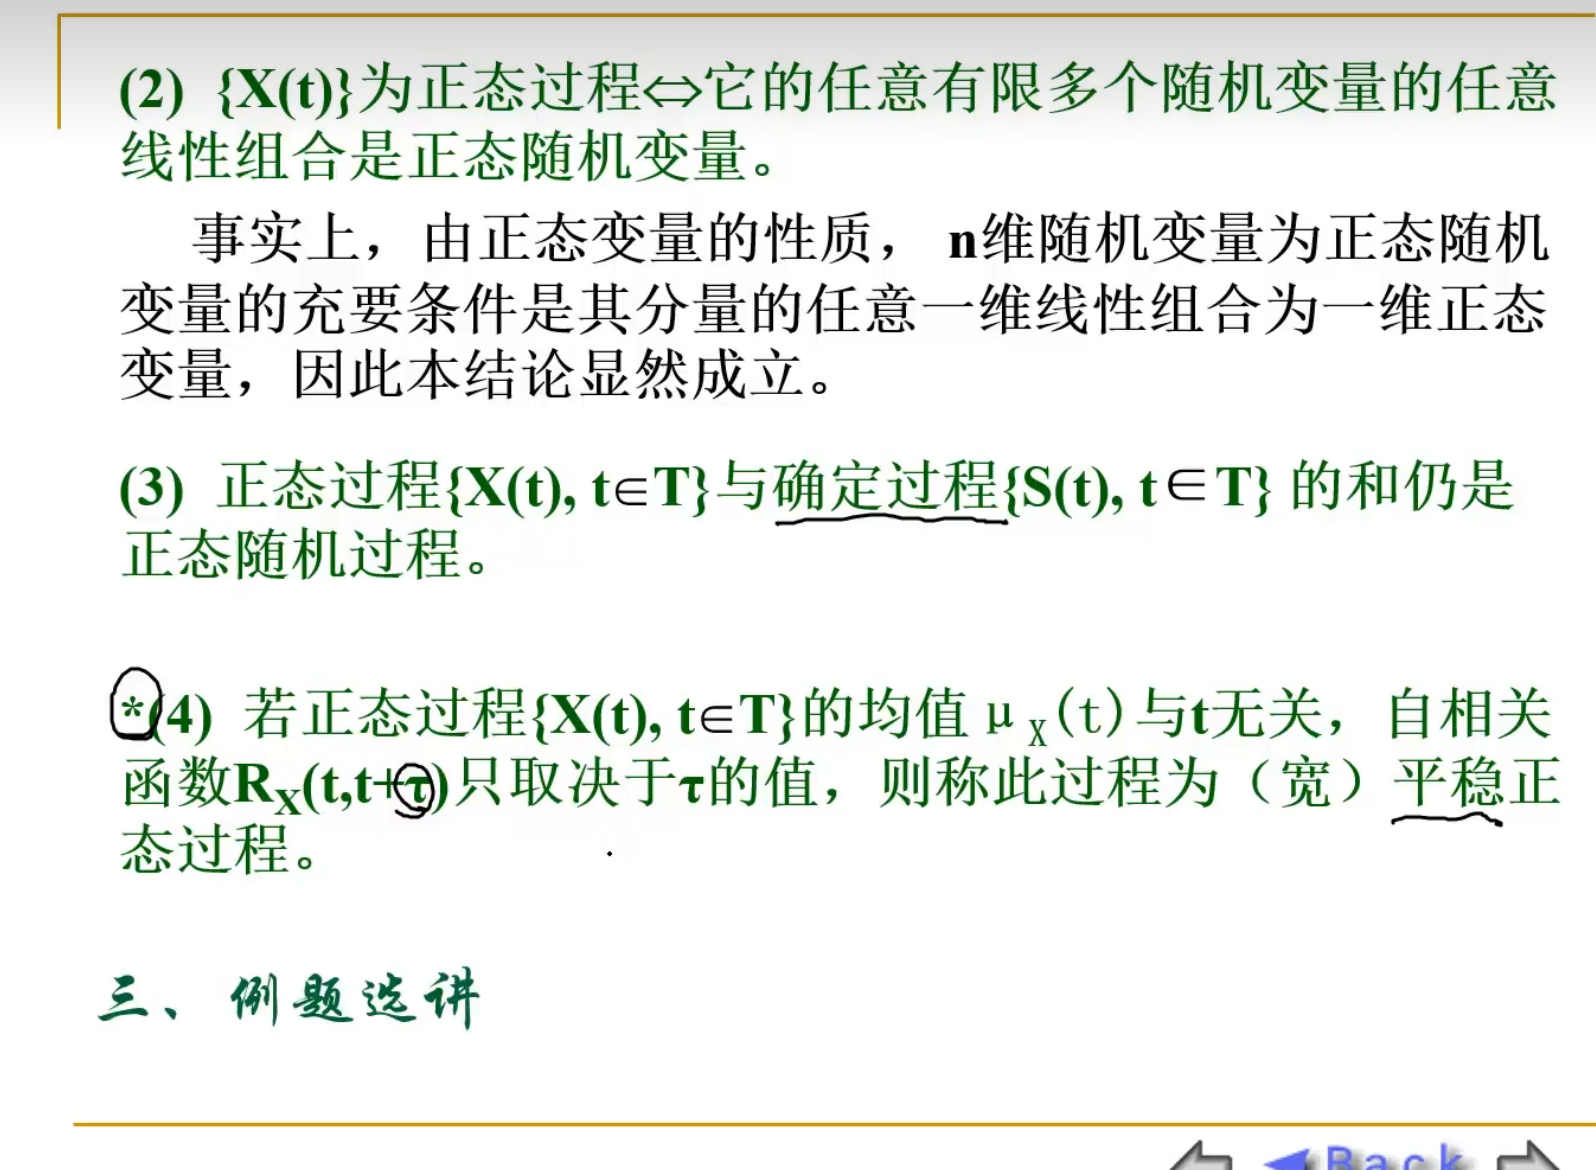 (2) {X(t)}为正态过程⇔它的任意有限多个随机变量的任意
线性组合是正态随机变量。
事实上，由正态变量的性质， n维随机变量为正态随机
变量的充要条件是其分量的任意一维线性组合为一维正态
变量，因此本结论显然成立。
(3) 正态过程{X(t), t∈T}与确定过程{S(t), t∈T} 的和仍是
正态随机过程。
*(4) 若正态过程{X(t), t∈T}的均值μX(t)与t无关，自相关
函数RX(t,t+τ)只取决于τ的值，则称此过程为（宽）平稳正
态过程。
三、例题选讲
Back